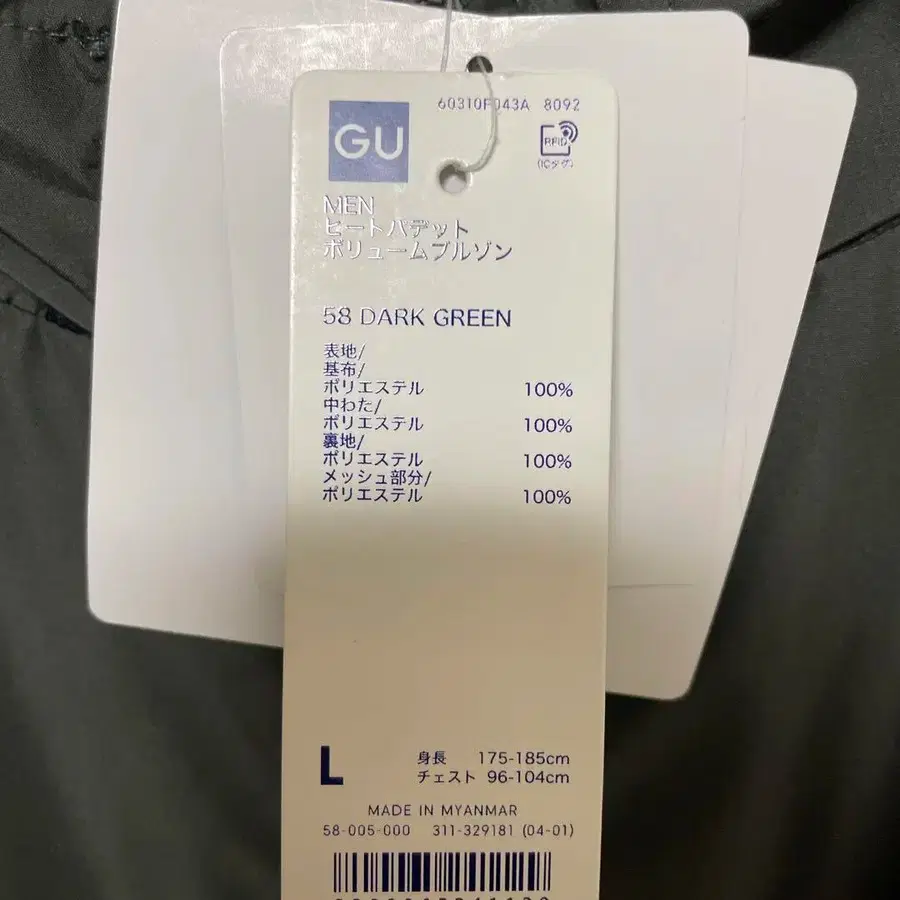 60310F043A 8092
GU
RFID
(ICタグ)
MEN
ヒートパデット
ボリュームブルゾン
58 DARK GREEN
表地/
基布/
ポリエステル 100%
中わた/
ポリエステル 100%
裏地/
ポリエステル 100%
メッシュ部分/
ポリエステル 100%
L 身長 175-185cm
チェスト 96-104cm
MADE IN MYANMAR
58-005-000 311-329181 (04-01)